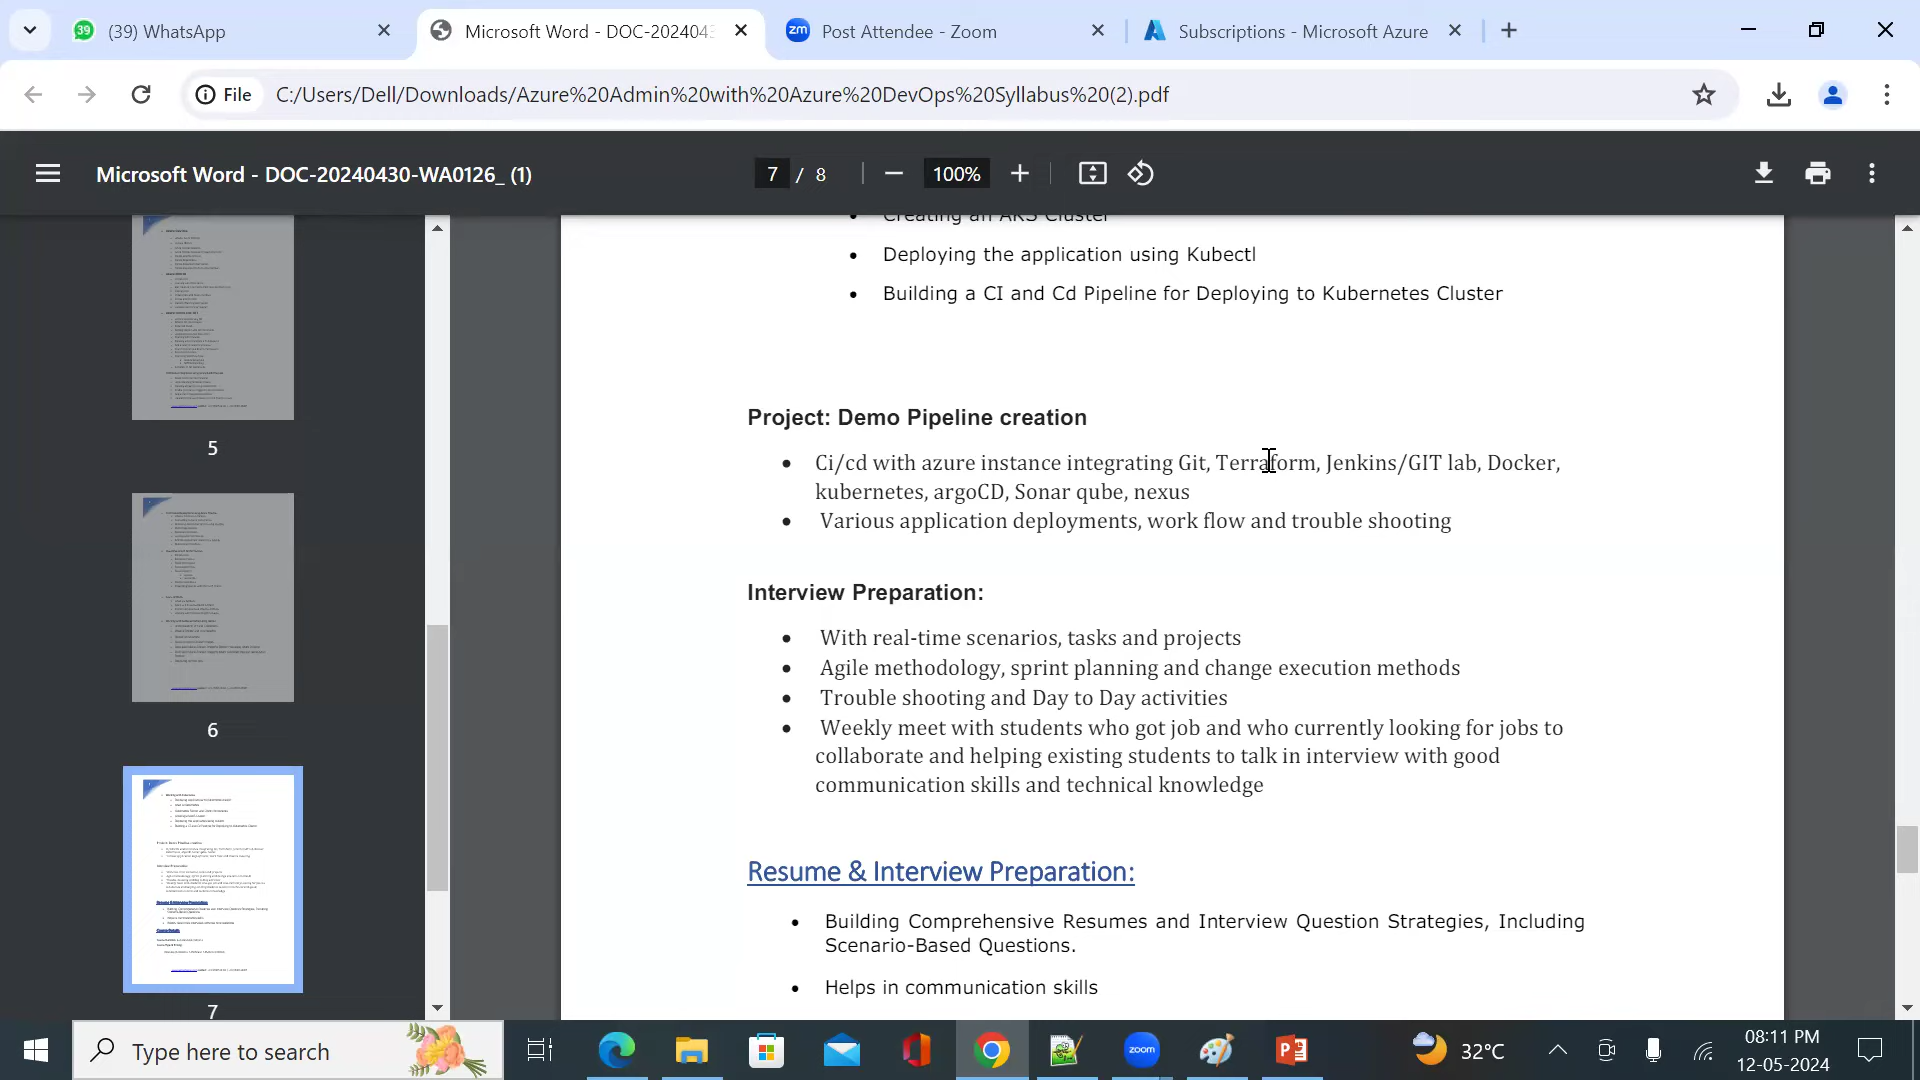 39
(39) WhatsApp
Microsoft Word - DOC-202404
zm
Post Attendee - Zoom
Subscriptions - Microsoft Azure
File
C:/Users/Dell/Downloads/Azure%20Admin%20with%20Azure%20DevOps%20Syllabus%20(2).pdf
Microsoft Word - DOC-20240430-WA0126_ (1)
7 / 8
100%
Creating an AKS Cluster
• Deploying the application using Kubectl
• Building a CI and Cd Pipeline for Deploying to Kubernetes Cluster
Project: Demo Pipeline creation
• Ci/cd with azure instance integrating Git, Terraform, Jenkins/GIT lab, Docker,
kubernetes, argoCD, Sonar qube, nexus
• Various application deployments, work flow and trouble shooting
Interview Preparation:
• With real-time scenarios, tasks and projects
• Agile methodology, sprint planning and change execution methods
• Trouble shooting and Day to Day activities
• Weekly meet with students who got job and who currently looking for jobs to
collaborate and helping existing students to talk in interview with good
communication skills and technical knowledge
Resume & Interview Preparation:
• Building Comprehensive Resumes and Interview Question Strategies, Including
Scenario-Based Questions.
• Helps in communication skills
5
6
7
Type here to search
zoom
32°C
08:11 PM
12-05-2024